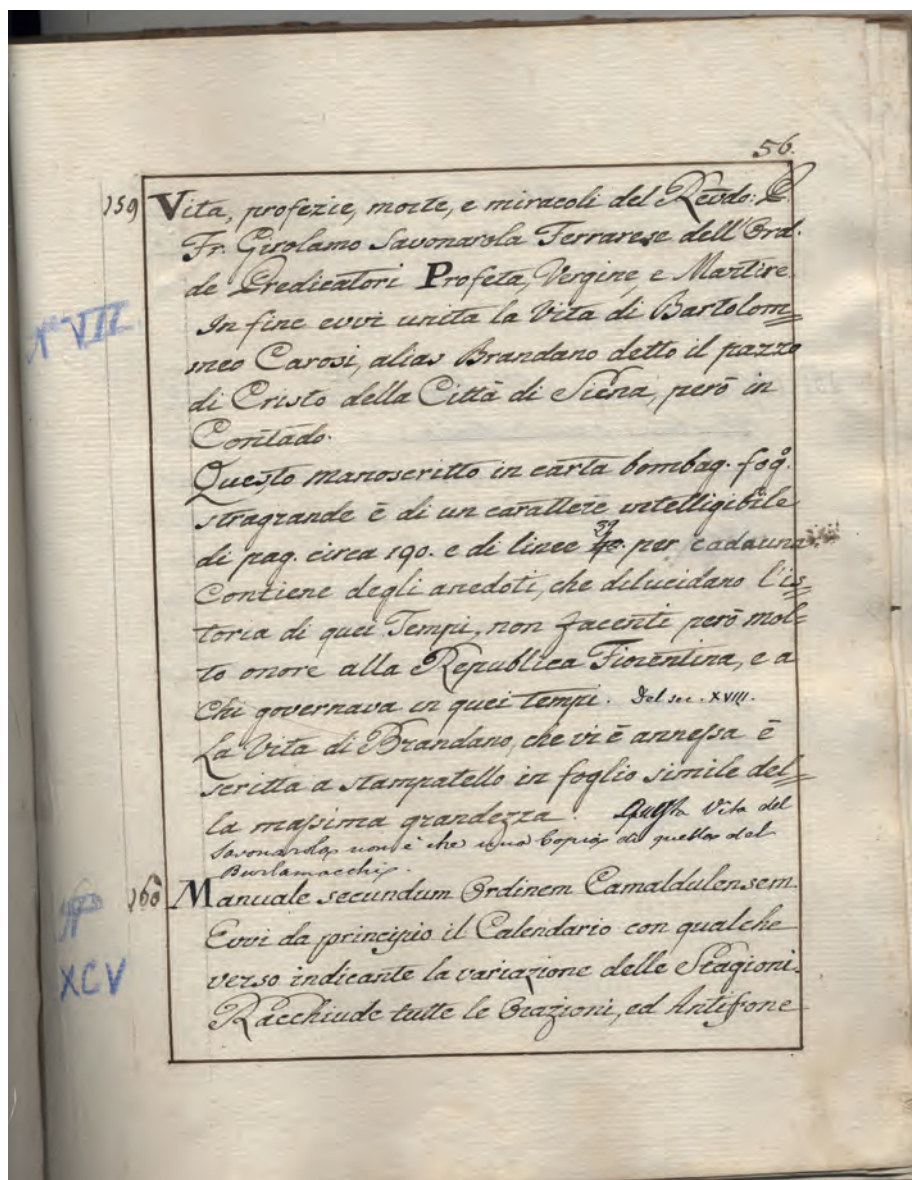 56.
159 Vita, profezie, morte, e miracoli del Revdo: P.
Fr. Girolamo Savonarola Ferrarese dell'Ord.
de Predicatori Profeta, Vergine, e Martire.
In fine evvi unita la Vita di Bartolom=
N° VII
meo Carosi, alias Brandano detto il pazzo
di Cristo della Città di Siena, però in
Contado.
Questo manoscritto in carta bombag. fog°.
stragrande è di un carattere intelligibile
di pag. circa 190. e di linee 39 per cadauna.
Contiene degli anedoti, che dilucidano l'is=
toria di quei Tempi, non facenti però mol=
to onore alla Republica Fiorentina, e a
Chi governava in quei tempi. Del sec. XVIII.
La Vita di Brandano, che vi è annessa è
scritta a stampatello in foglio simile del=
la massima grandezza. Questa Vita del
Savonarola non è che una Copia di quella del
Burlamacchi.
160 Manuale secundum Ordinem Camaldulensem.
N°
Evvi da principio il Calendario con qualche
XCV
verso indicante la variazione delle Stagioni.
Racchiude tutte le Orazioni, ed Antifone